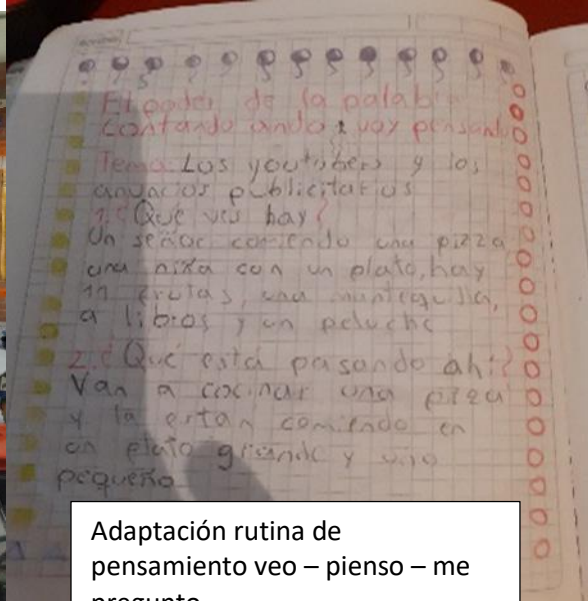 El poder de la palabra
Contando ando y voy pensando
Tema: Los youtubers y los
anuncios publicitarios
1. ¿Qué ves hay?
Un señor comiendo una pizza
una niña con un plato, hay
11 frutas, una mantequilla,
a libros y un peluche
2. ¿Qué está pasando ahí?
Van a cocinar una pizza
y la estan comiendo en
un plato grande y uno
pequeño
Adaptación rutina de
pensamiento veo – pienso – me
pregunto